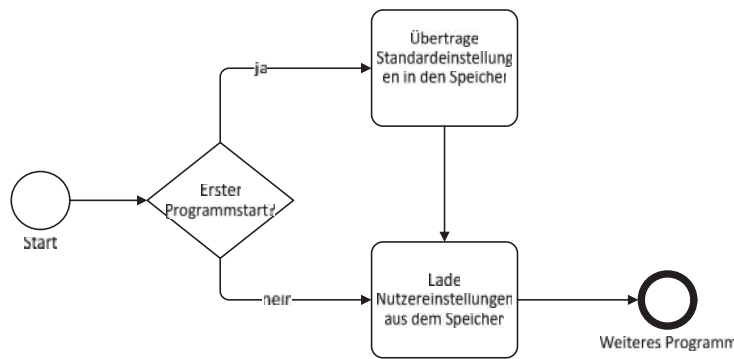 Übertrage
Standardeinstellung
en in den Speicher
ja
Erster
Programmstart?
Start
Lade
Nutzereinstellungen
aus dem Speicher
nein
Weiteres Programm